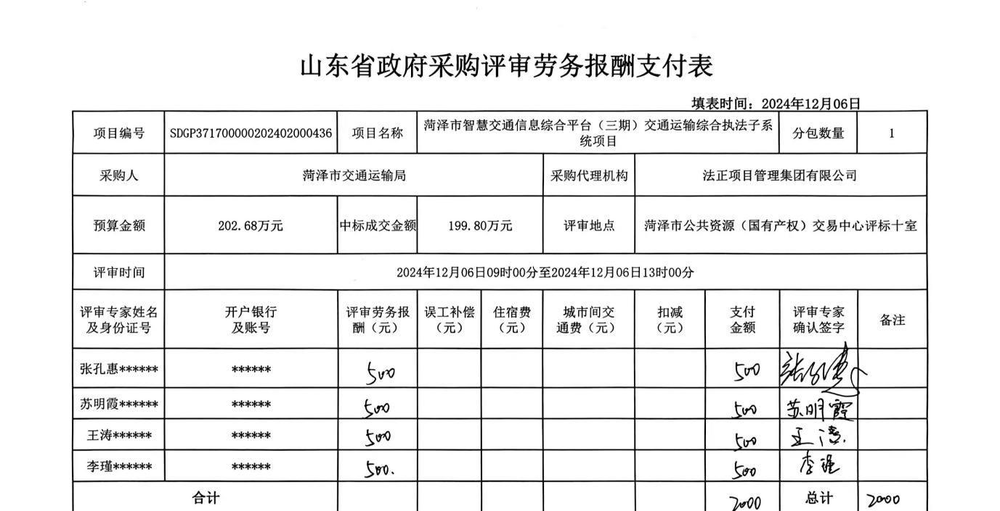 山东省政府采购评审劳务报酬支付表
填表时间：2024年12月06日
项目编号 SDGP371700000202402000436 项目名称 菏泽市智慧交通信息综合平台（三期）交通运输综合执法子系
统项目 分包数量 1
采购人 菏泽市交通运输局 采购代理机构 法正项目管理集团有限公司
预算金额 202.68万元 中标成交金额 199.80万元 评审地点 菏泽市公共资源（国有产权）交易中心评标十室
评审时间 2024年12月06日09时00分至2024年12月06日13时00分
评审专家姓名 开户银行 评审劳务报 误工补偿 住宿费 城市间交 扣减 支付 评审专家 备注
及身份证号 及账号 酬（元） （元） （元） 通费（元） （元） 金额 确认签字
张孔惠****** ****** 500 500 张孔惠
苏明霞****** ****** 500 500 苏明霞
王涛****** ****** 500 500 王涛
李瑾****** ****** 500. 500 李瑾
合计 2000 总计 2000